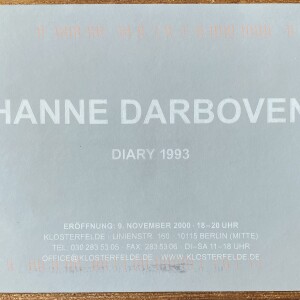 HANNE DARBOVEN
DIARY 1993
ERÖFFNUNG: 9. NOVEMBER 2000 · 18 - 20 UHR
KLOSTERFELDE · LINIENSTR. 160 · 10115 BERLIN (MITTE)
TEL 030 283 53 05 · FAX 283 53 06 · DI - SA 11 - 18 UHR
OFFICE@KLOSTERFELDE.DE · WWW.KLOSTERFELDE.DE